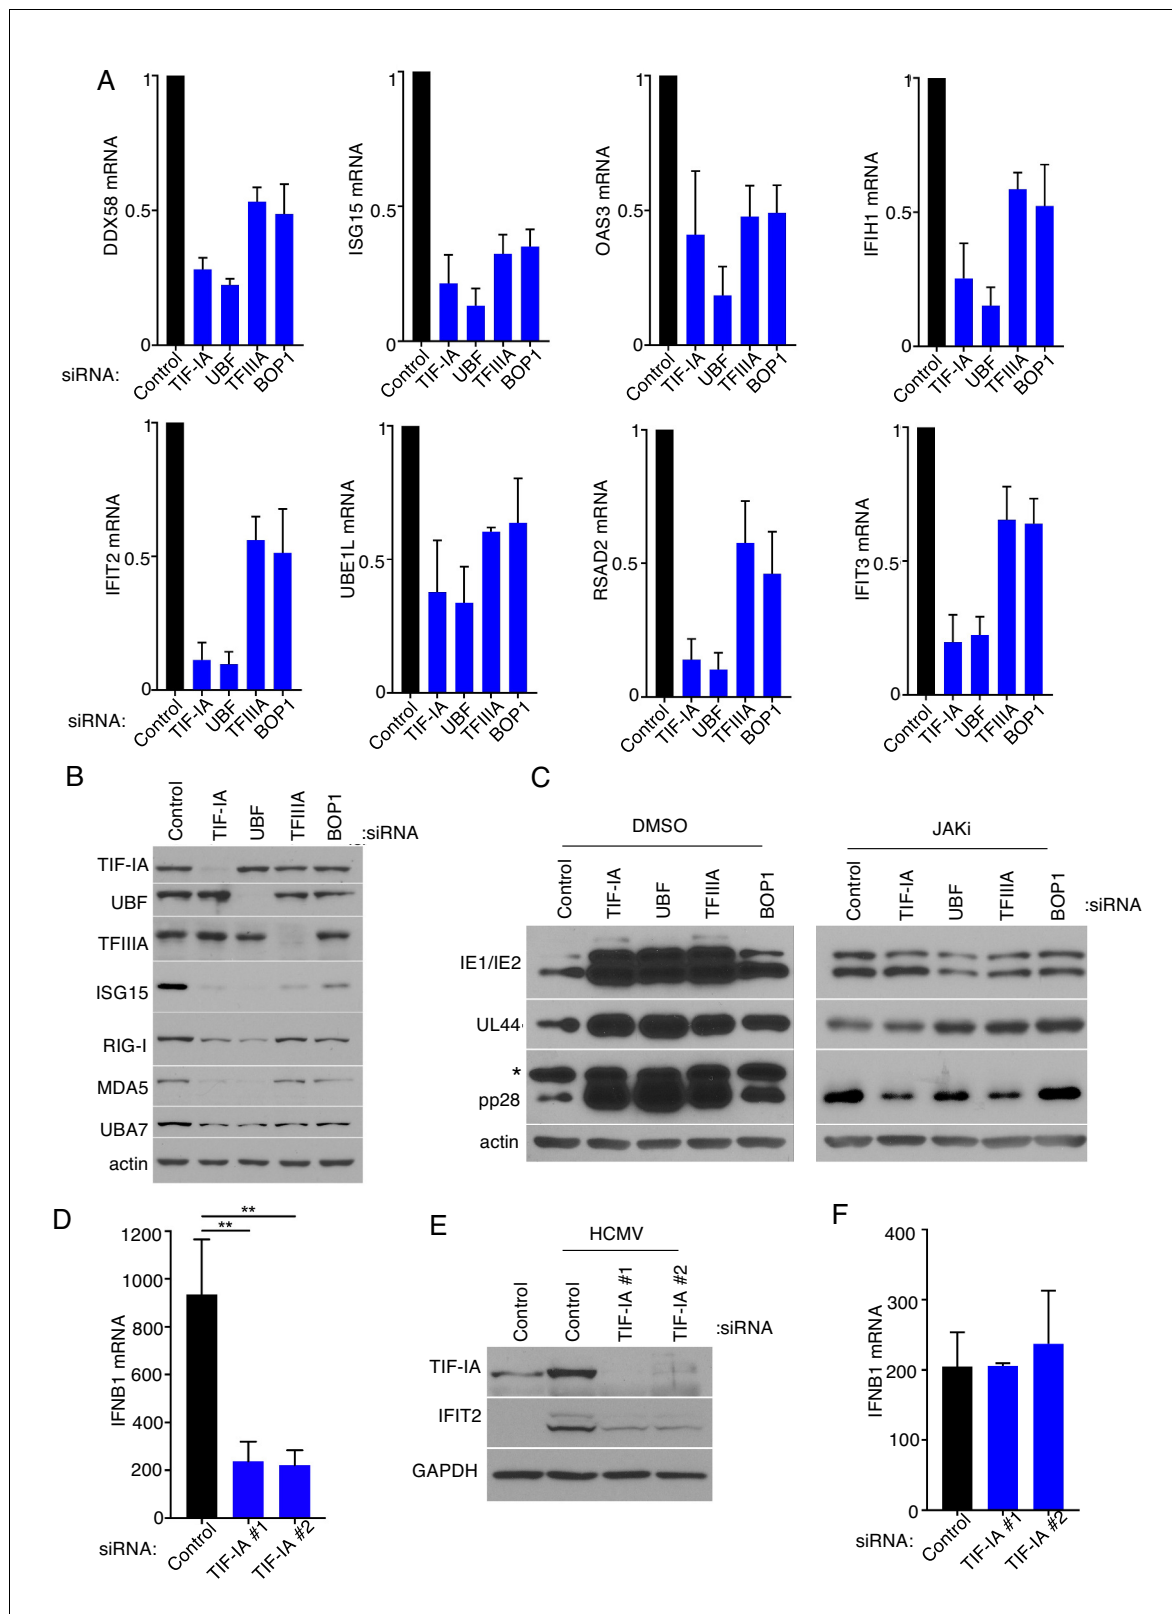 A
DDX58 mRNA
1
0.5
0
ISG15 mRNA
1
0.5
0
OAS3 mRNA
1
0.5
0
IFIH1 mRNA
1
0.5
0
siRNA:
Control
TIF-IA
UBF
TFIIIA
BOP1
Control
TIF-IA
UBF
TFIIIA
BOP1
Control
TIF-IA
UBF
TFIIIA
BOP1
Control
TIF-IA
UBF
TFIIIA
BOP1
IFIT2 mRNA
1
0.5
0
UBE1L mRNA
1
0.5
0
RSAD2 mRNA
1
0.5
0
IFIT3 mRNA
1
0.5
0
siRNA:
Control
TIF-IA
UBF
TFIIIA
BOP1
Control
TIF-IA
UBF
TFIIIA
BOP1
Control
TIF-IA
UBF
TFIIIA
BOP1
Control
TIF-IA
UBF
TFIIIA
BOP1
B
Control
TIF-IA
UBF
TFIIIA
BOP1
:siRNA
TIF-IA
UBF
TFIIIA
ISG15
RIG-I
MDA5
UBA7
actin
C
DMSO
JAKi
Control
TIF-IA
UBF
TFIIIA
BOP1
Control
TIF-IA
UBF
TFIIIA
BOP1
:siRNA
IE1/IE2
UL44
*
pp28
actin
D
**
**
IFNB1 mRNA
1200
1000
800
600
400
200
0
siRNA:
Control
TIF-IA #1
TIF-IA #2
E
HCMV
Control
Control
TIF-IA #1
TIF-IA #2
:siRNA
TIF-IA
IFIT2
GAPDH
F
IFNB1 mRNA
400
300
200
100
0
siRNA:
Control
TIF-IA #1
TIF-IA #2